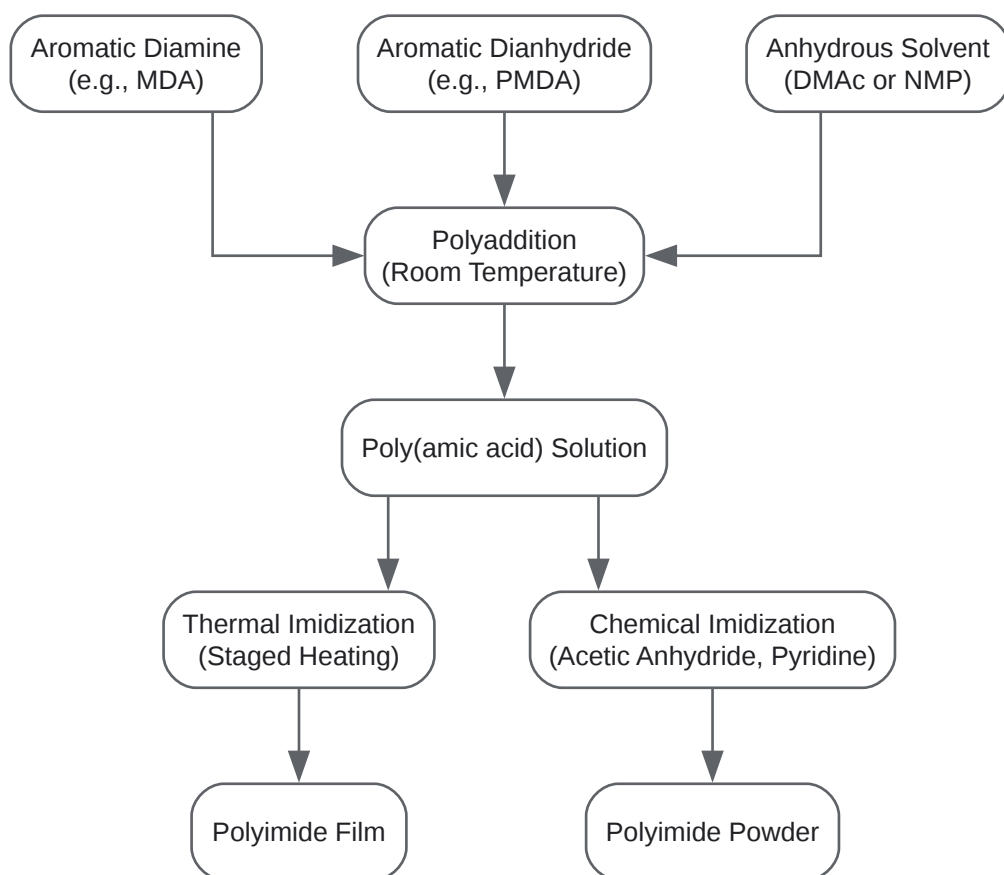 Aromatic Diamine
(e.g., MDA)
Aromatic Dianhydride
(e.g., PMDA)
Anhydrous Solvent
(DMAc or NMP)
Polyaddition
(Room Temperature)
Poly(amic acid) Solution
Thermal Imidization
(Staged Heating)
Chemical Imidization
(Acetic Anhydride, Pyridine)
Polyimide Film
Polyimide Powder